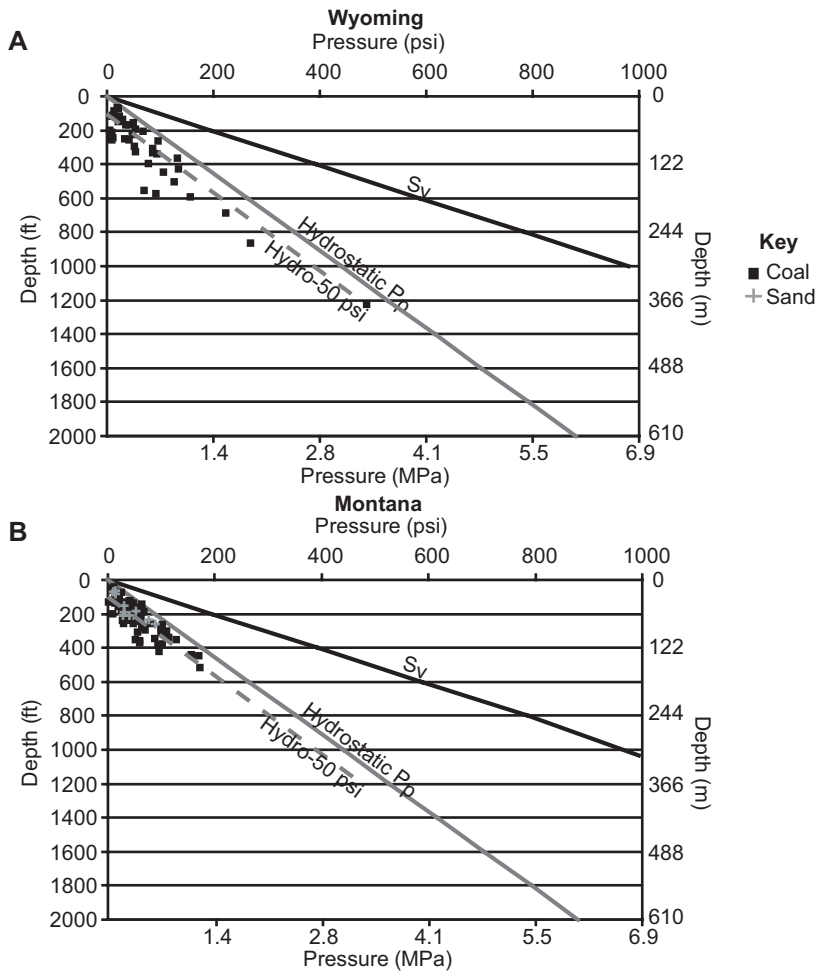 A
Wyoming
Pressure (psi)
0 200 400 600 800 1000
0 0
200
400 122
600
800 244
1000
1200 366
1400
1600 488
1800
2000 610
Depth (ft)
Depth (m)
Sv
Hydrostatic Pp
Hydro-50 psi
1.4 2.8 4.1 5.5 6.9
Pressure (MPa)
Key
Coal
Sand
B
Montana
Pressure (psi)
0 200 400 600 800 1000
0 0
200
400 122
600
800 244
1000
1200 366
1400
1600 488
1800
2000 610
Depth (ft)
Depth (m)
Sv
Hydrostatic Pp
Hydro-50 psi
1.4 2.8 4.1 5.5 6.9
Pressure (MPa)